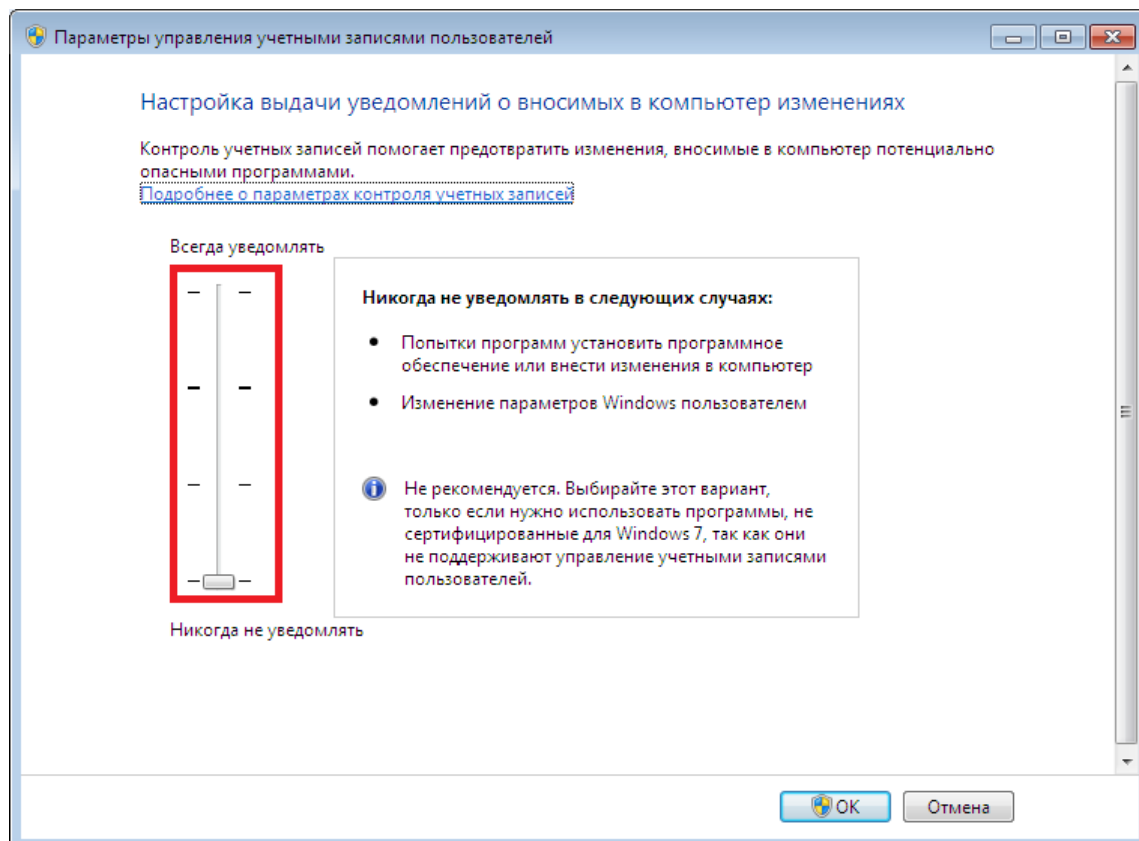 Параметры управления учетными записями пользователей
Настройка выдачи уведомлений о вносимых в компьютер изменениях
Контроль учетных записей помогает предотвратить изменения, вносимые в компьютер потенциально
опасными программами.
Подробнее о параметрах контроля учетных записей
Всегда уведомлять
Никогда не уведомлять в следующих случаях:
Попытки программ установить программное
обеспечение или внести изменения в компьютер
Изменение параметров Windows пользователем
Не рекомендуется. Выбирайте этот вариант,
только если нужно использовать программы, не
сертифицированные для Windows 7, так как они
не поддерживают управление учетными записями
пользователей.
Никогда не уведомлять
ОК
Отмена